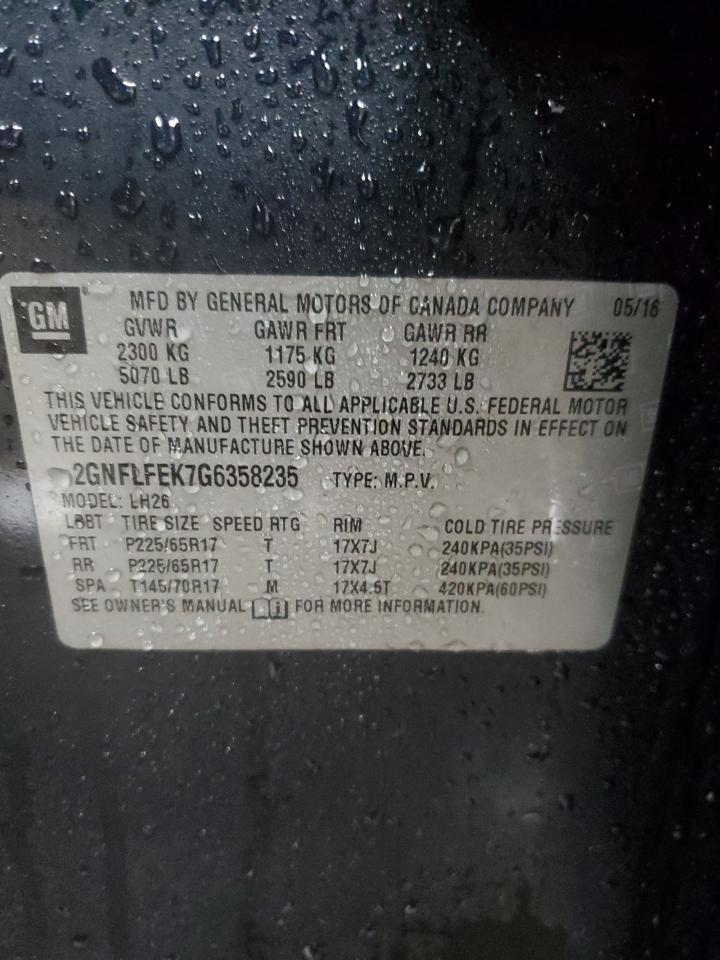 GM ® MFD BY GENERAL MOTORS OF CANADA COMPANY 05/16
GVWR GAWR FRT GAWR RR
2300 KG 1175 KG 1240 KG
5070 LB 2590 LB 2733 LB
THIS VEHICLE CONFORMS TO ALL APPLICABLE U.S. FEDERAL MOTOR
VEHICLE SAFETY AND THEFT PREVENTION STANDARDS IN EFFECT ON
THE DATE OF MANUFACTURE SHOWN ABOVE.
2GNFLFEK7G6358235 TYPE: M.P.V.
MODEL: LH26
L8BT TIRE SIZE SPEED RTG RIM COLD TIRE PRESSURE
FRT P225/65R17 T 17X7J 240KPA(35PSI)
RR P225/65R17 T 17X7J 240KPA(35PSI)
SPA T145/70R17 M 17X4.5T 420KPA(60PSI)
SEE OWNER'S MANUAL FOR MORE INFORMATION.